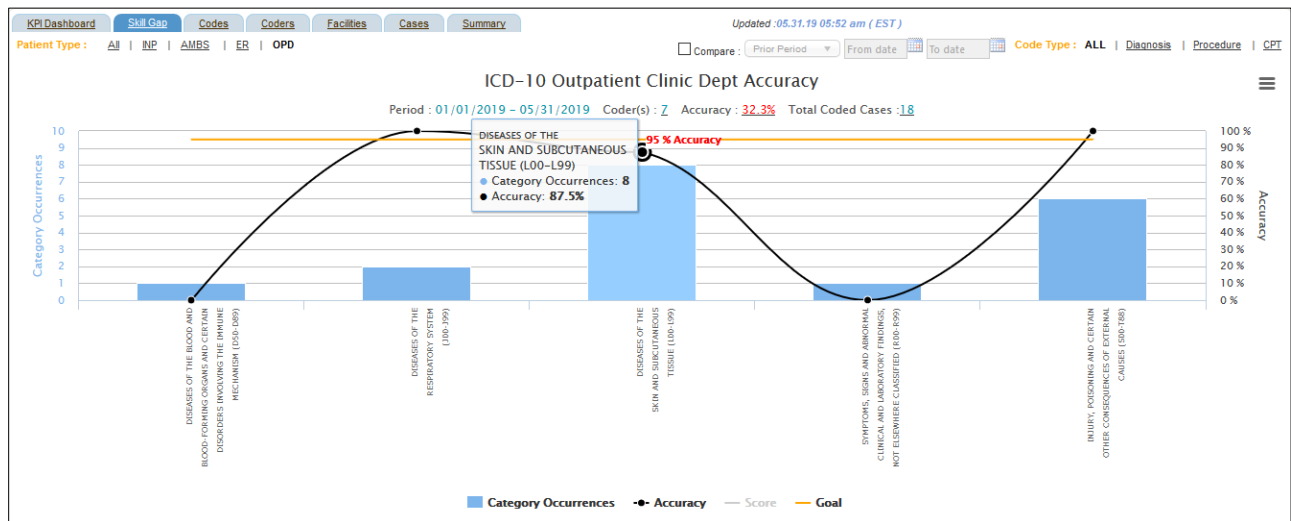 KPI Dashboard Skill Gap Codes Coders Facilities Cases Summary
Updated :05.31.19 05:52 am ( EST )
Patient Type : All | INP | AMBS | ER | OPD
Compare : Prior Period From date To date Code Type : ALL | Diagnosis | Procedure | CPT
ICD-10 Outpatient Clinic Dept Accuracy
Period : 01/01/2019 - 05/31/2019 Coder(s) : 7 Accuracy : 32.3% Total Coded Cases :18
Category Occurrences
10
9
8
7
6
5
4
3
2
1
0
DISEASES OF THE
SKIN AND SUBCUTANEOUS
TISSUE (L00-L99)
Category Occurrences: 8
Accuracy: 87.5%
95 % Accuracy
100 %
90 %
80 %
70 %
60 %
50 %
40 %
30 %
20 %
10 %
0 %
Accuracy
DISEASES OF THE BLOOD AND
BLOOD-FORMING ORGANS AND CERTAIN
DISORDERS INVOLVING THE IMMUNE
MECHANISM (D50-D89)
DISEASES OF THE
RESPIRATORY SYSTEM
(J00-J99)
DISEASES OF THE
SKIN AND SUBCUTANEOUS
TISSUE (L00-L99)
SYMPTOMS, SIGNS AND ABNORMAL
CLINICAL AND LABORATORY FINDINGS,
NOT ELSEWHERE CLASSIFIED (R00-R99)
INJURY, POISONING AND CERTAIN
OTHER CONSEQUENCES OF EXTERNAL
CAUSES (S00-T88)
Category Occurrences Accuracy Score Goal